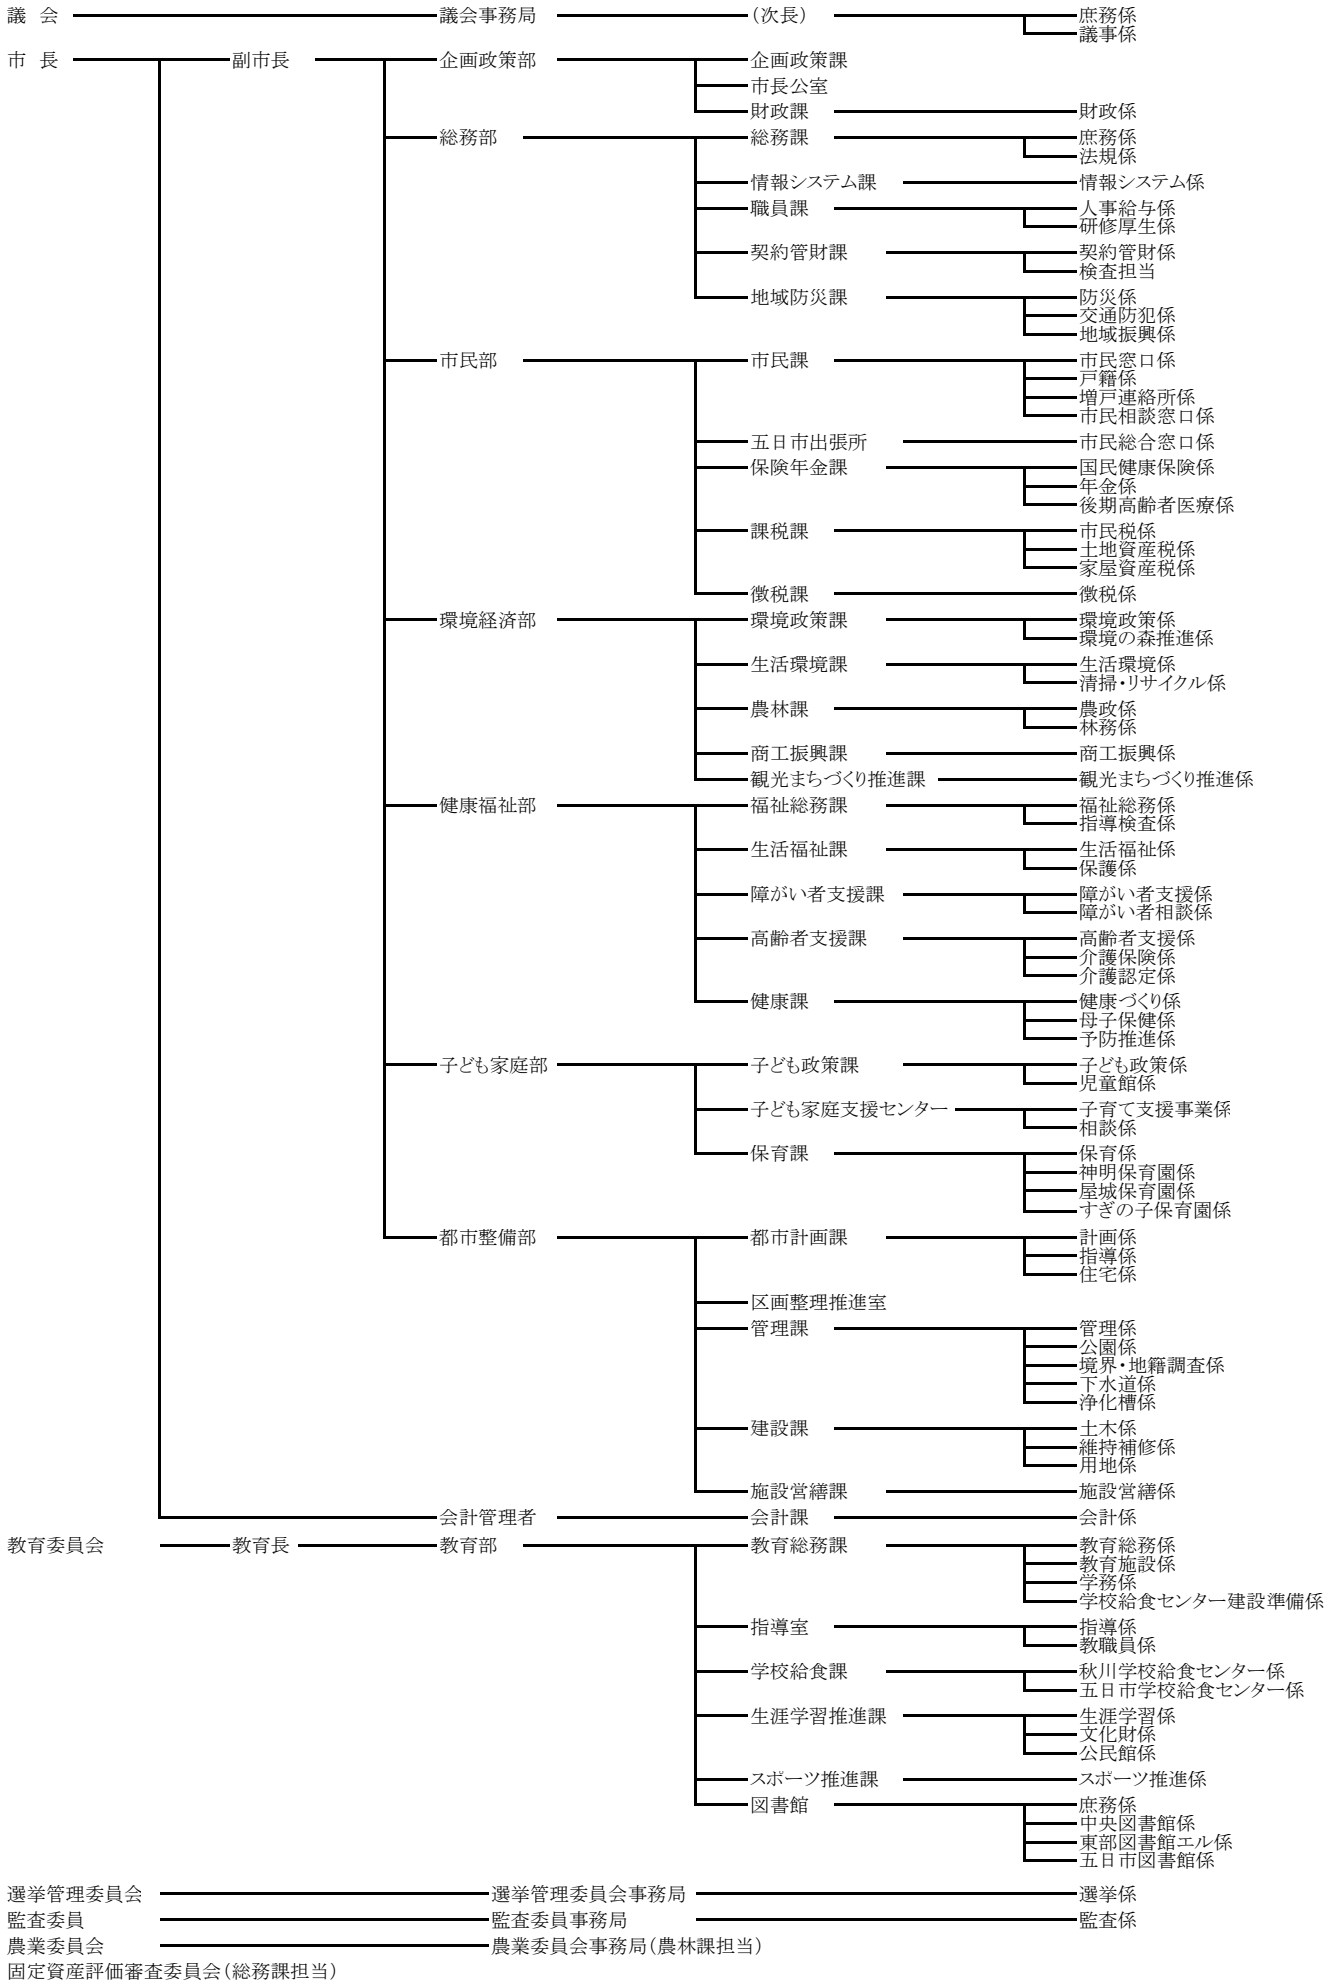 議　会 議会事務局 （次長） 庶務係
議事係
市　長 副市長 企画政策部 企画政策課
市長公室
財政課 財政係
総務部 総務課 庶務係
法規係
情報システム課 情報システム係
職員課 人事給与係
研修厚生係
契約管財課 契約管財係
検査担当
地域防災課 防災係
交通防犯係
地域振興係
市民部 市民課 市民窓口係
戸籍係
増戸連絡所係
市民相談窓口係
五日市出張所 市民総合窓口係
保険年金課 国民健康保険係
年金係
後期高齢者医療係
課税課 市民税係
土地資産税係
家屋資産税係
徴税課 徴税係
環境経済部 環境政策課 環境政策係
環境の森推進係
生活環境課 生活環境係
清掃・リサイクル係
農林課 農政係
林務係
商工振興課 商工振興係
観光まちづくり推進課 観光まちづくり推進係
健康福祉部 福祉総務課 福祉総務係
指導検査係
生活福祉課 生活福祉係
保護係
障がい者支援課 障がい者支援係
障がい者相談係
高齢者支援課 高齢者支援係
介護保険係
介護認定係
健康課 健康づくり係
母子保健係
予防推進係
子ども家庭部 子ども政策課 子ども政策係
児童館係
子ども家庭支援センター 子育て支援事業係
相談係
保育課 保育係
神明保育園係
屋城保育園係
すぎの子保育園係
都市整備部 都市計画課 計画係
指導係
住宅係
区画整理推進室
管理課 管理係
公園係
境界・地籍調査係
下水道係
浄化槽係
建設課 土木係
維持補修係
用地係
施設営繕課 施設営繕係
会計管理者 会計課 会計係
教育委員会 教育長 教育部 教育総務課 教育総務係
教育施設係
学務係
学校給食センター建設準備係
指導室 指導係
教職員係
学校給食課 秋川学校給食センター係
五日市学校給食センター係
生涯学習推進課 生涯学習係
文化財係
公民館係
スポーツ推進課 スポーツ推進係
図書館 庶務係
中央図書館係
東部図書館エル係
五日市図書館係
選挙管理委員会 選挙管理委員会事務局 選挙係
監査委員 監査委員事務局 監査係
農業委員会 農業委員会事務局（農林課担当）
固定資産評価審査委員会（総務課担当）